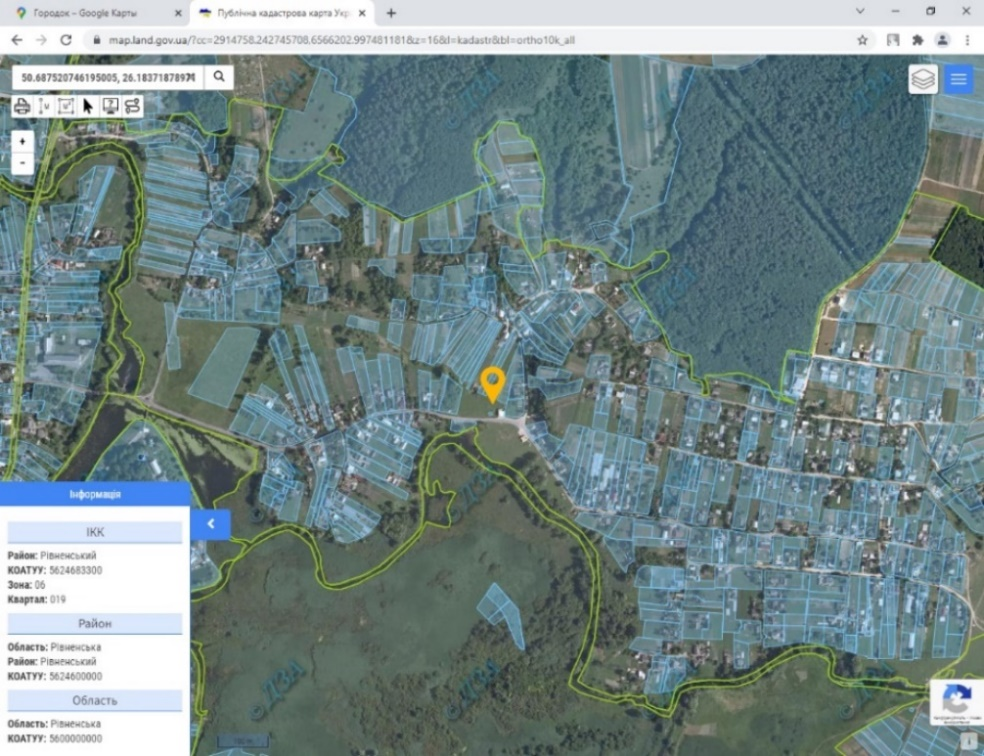 Городок – Google Карты
Публічна кадастрова карта Укр
map.land.gov.ua/?cc=2914758.242745708,6566202.997481181&z=16&l=kadastr&bl=ortho10k_all
50.687520746195005, 26.1837187897
+
-
Інформація
ІКК
Район: Рівненський
КОАТУУ: 5624683300
Зона: 06
Квартал: 019
Район
Область: Рівненська
Район: Рівненський
КОАТУУ: 5624600000
Область
Область: Рівненська
КОАТУУ: 5600000000